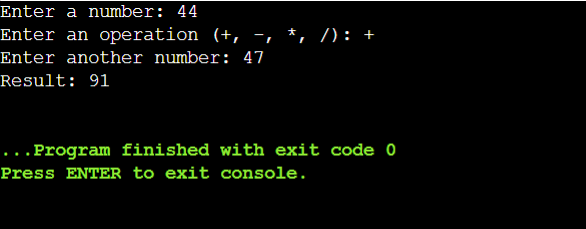 Enter a number: 44
Enter an operation (+, -, *, /): +
Enter another number: 47
Result: 91
...Program finished with exit code 0
Press ENTER to exit console.